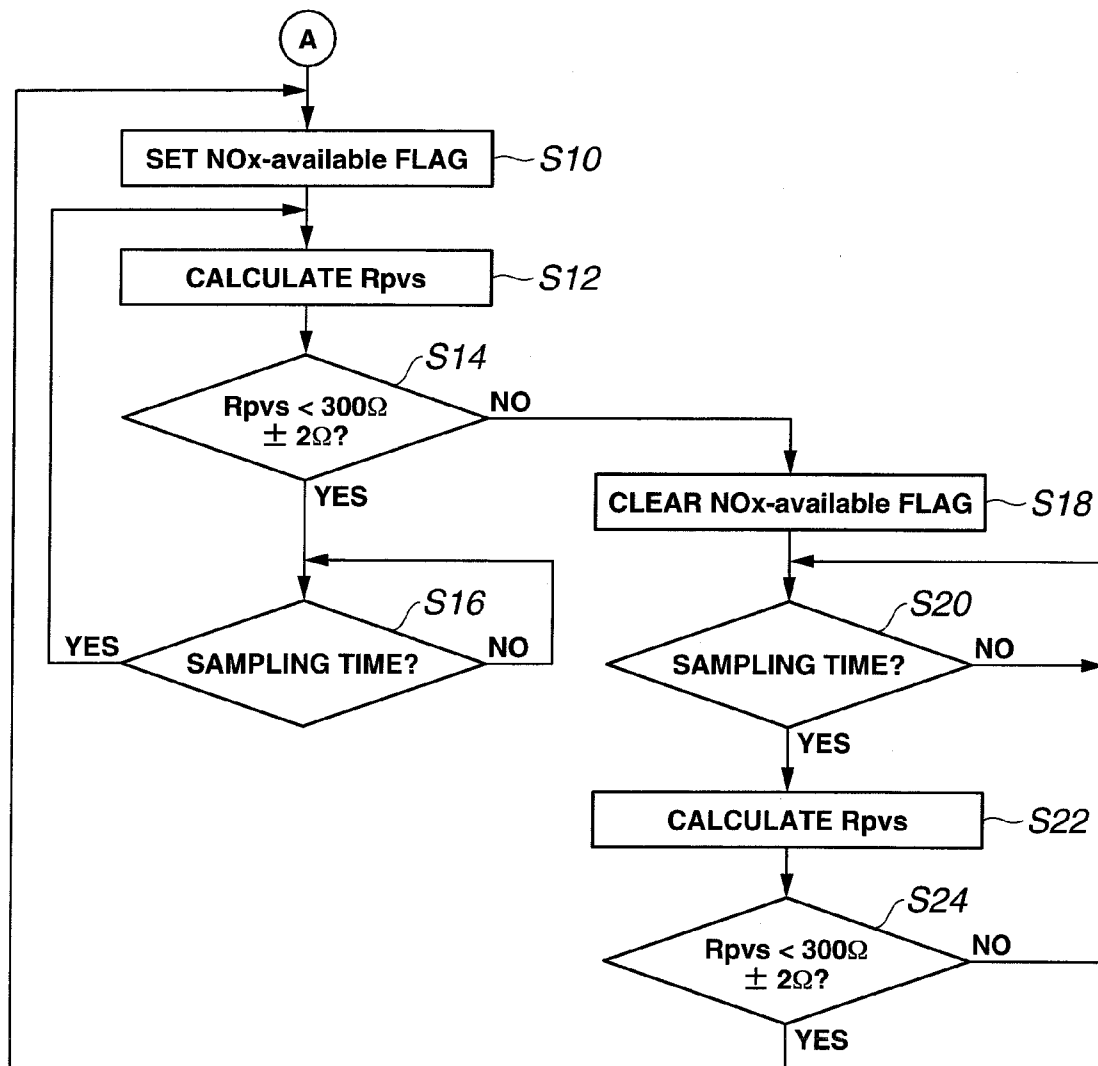 A
SET NOx-available FLAG
S10
CALCULATE Rpvs
S12
S14
Rpvs < 300Ω
± 2Ω?
NO
YES
CLEAR NOx-available FLAG
S18
S16
SAMPLING TIME?
YES
NO
S20
SAMPLING TIME?
NO
YES
CALCULATE Rpvs
S22
S24
Rpvs < 300Ω
± 2Ω?
NO
YES